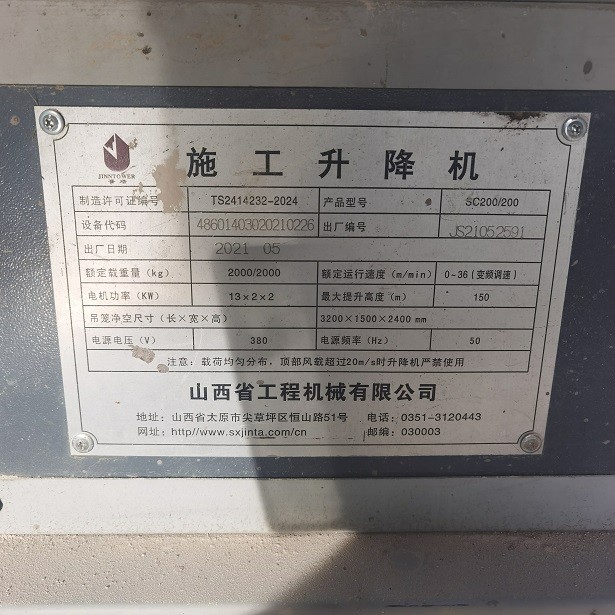 施工升降机
JINNTOWER
晋塔
制造许可证编号 TS2414232-2024 产品型号 SC200/200
设备代码 48601403020210226 出厂编号 JS21052591
出厂日期 2021 05
额定载重量(kg) 2000/2000 额定运行速度(m/min) 0~36(变频调速)
电机功率(KW) 13×2×2 最大提升高度(m) 150
吊笼净空尺寸(长×宽×高) 3200×1500×2400 mm
电源电压(V) 380 电源频率(Hz) 50
注意:载荷均匀分布,顶部风载超过20m/s时升降机严禁使用
山西省工程机械有限公司
地址:山西省太原市尖草坪区恒山路51号 电话:0351-3120443
网址:http//www.sxjinta.com/cn 邮编:030003